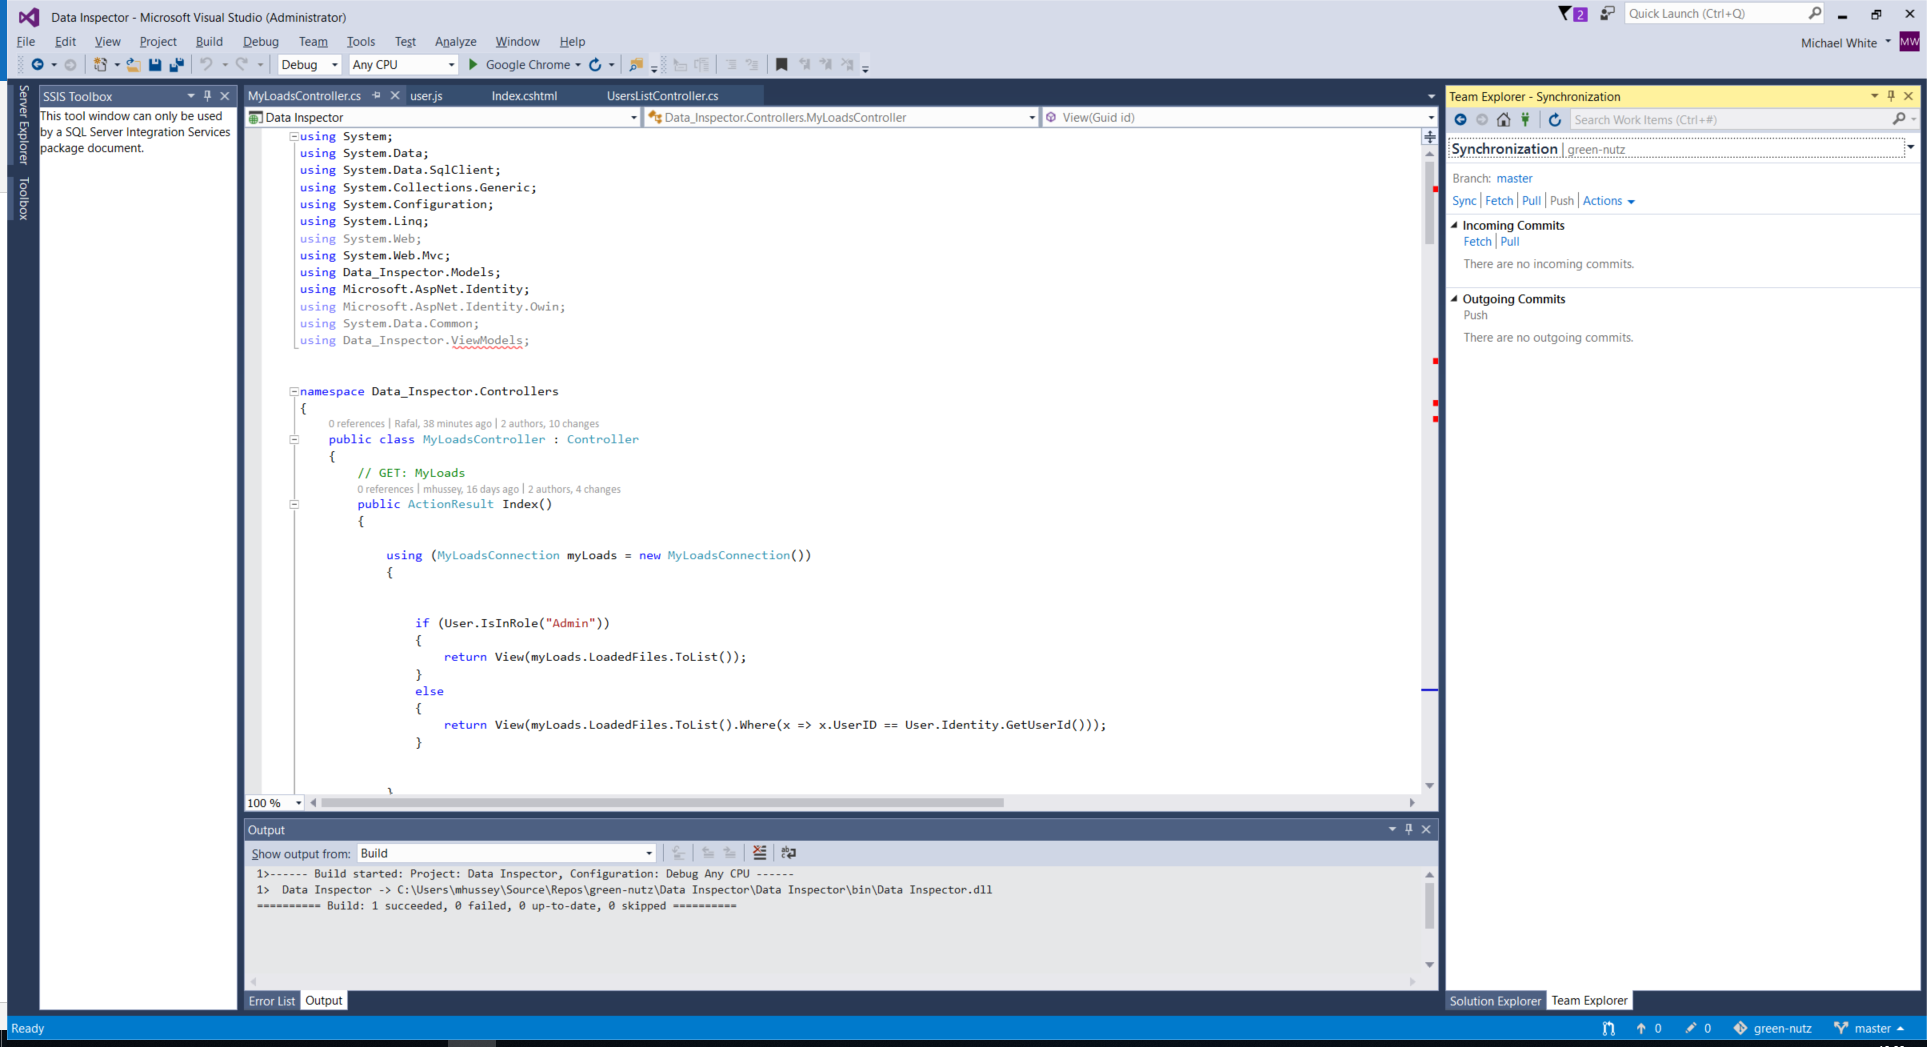 Data Inspector - Microsoft Visual Studio (Administrator)
2
Quick Launch (Ctrl+Q)
File Edit View Project Build Debug Team Tools Test Analyze Window Help
Michael White MW
Debug Any CPU Google Chrome
Server Explorer
Toolbox
SSIS Toolbox
This tool window can only be used
by a SQL Server Integration Services
package document.
MyLoadsController.cs user.js Index.cshtml UsersListController.cs
Data Inspector Data_Inspector.Controllers.MyLoadsController View(Guid id)
using System;
using System.Data;
using System.Data.SqlClient;
using System.Collections.Generic;
using System.Configuration;
using System.Linq;
using System.Web;
using System.Web.Mvc;
using Data_Inspector.Models;
using Microsoft.AspNet.Identity;
using Microsoft.AspNet.Identity.Owin;
using System.Data.Common;
using Data_Inspector.ViewModels;
namespace Data_Inspector.Controllers
{
0 references | Rafal, 38 minutes ago | 2 authors, 10 changes
public class MyLoadsController : Controller
{
// GET: MyLoads
0 references | mhussey, 16 days ago | 2 authors, 4 changes
public ActionResult Index()
{
using (MyLoadsConnection myLoads = new MyLoadsConnection())
{
if (User.IsInRole("Admin"))
{
return View(myLoads.LoadedFiles.ToList());
}
else
{
return View(myLoads.LoadedFiles.ToList().Where(x => x.UserID == User.Identity.GetUserId()));
}
}
100 %
Output
Show output from: Build
1>------ Build started: Project: Data Inspector, Configuration: Debug Any CPU ------
1>  Data Inspector -> C:\Users\mhussey\Source\Repos\green-nutz\Data Inspector\Data Inspector\bin\Data Inspector.dll
========== Build: 1 succeeded, 0 failed, 0 up-to-date, 0 skipped ==========
Error List Output
Team Explorer - Synchronization
Search Work Items (Ctrl+#)
Synchronization | green-nutz
Branch: master
Sync | Fetch | Pull | Push | Actions
Incoming Commits
Fetch | Pull
There are no incoming commits.
Outgoing Commits
Push
There are no outgoing commits.
Solution Explorer Team Explorer
Ready
0 0 green-nutz master